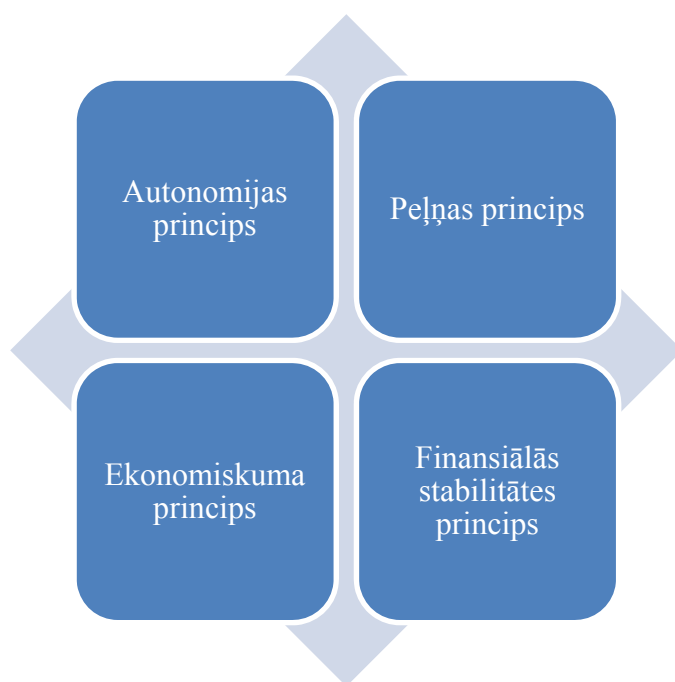 Autonomijas
princips
Peļņas princips
Ekonomiskuma
princips
Finansiālās
stabilitātes
princips